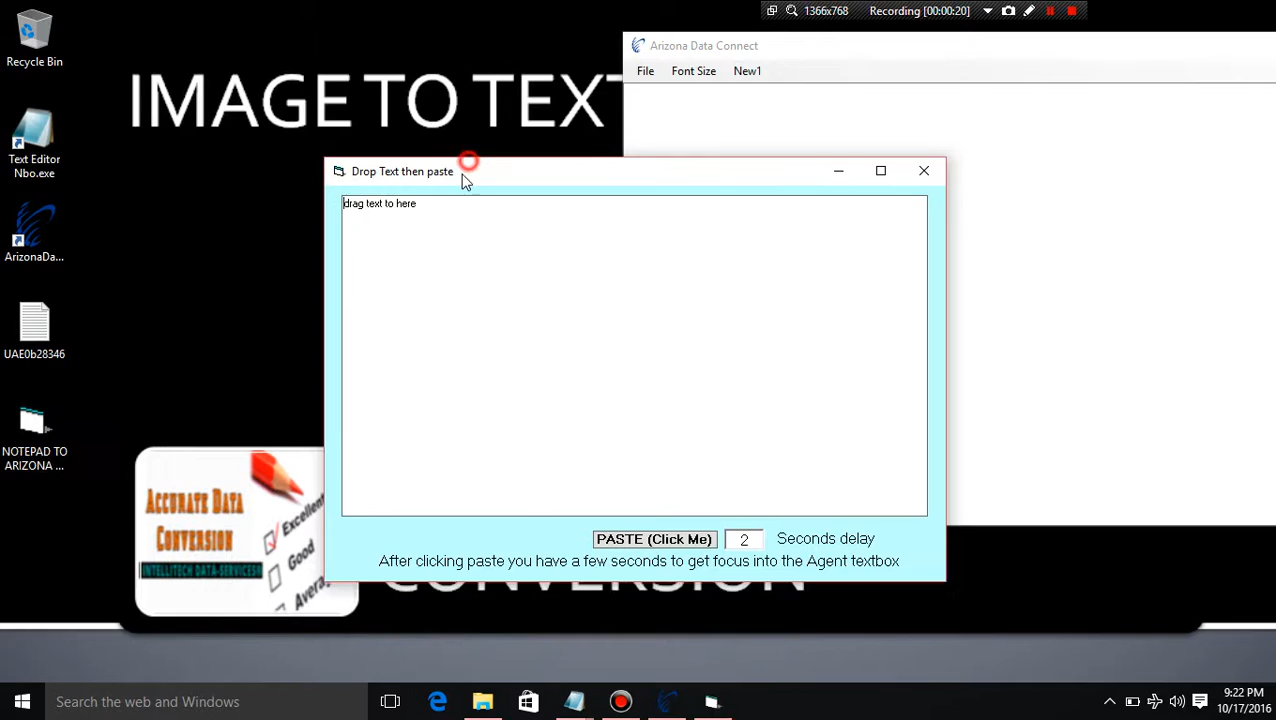 1366x768
Recording [00:00:20]
Recycle Bin
Text Editor
Nbo.exe
ArizonaDa...
UAE0b28346
NOTEPAD TO
ARIZONA ...
IMAGE TO TEXT
Arizona Data Connect
File
Font Size
New1
Drop Text then paste
drag text to here
PASTE (Click Me)
2
Seconds delay
After clicking paste you have a few seconds to get focus into the Agent textbox
ACCURATE DATA
CONVERSION
INTELLITECH DATA-SERVICES
Excellent
Good
Average
CONVERSION
Search the web and Windows
9:22 PM
10/17/2016